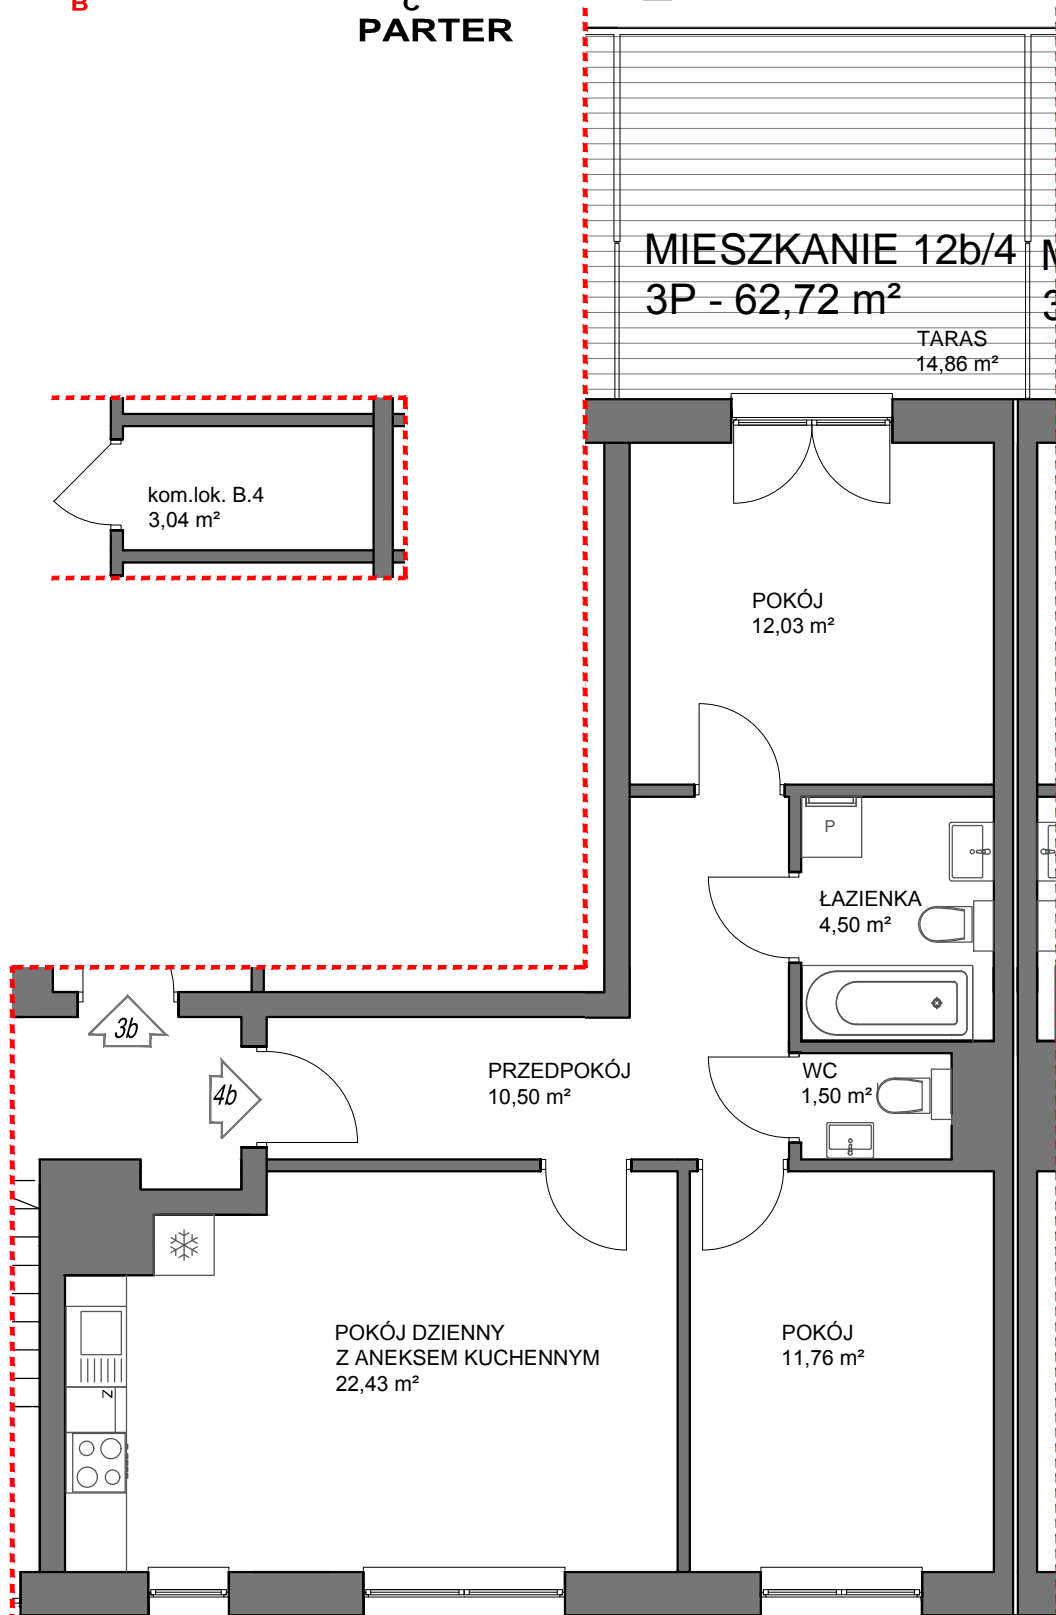 B
C
PARTER
MIESZKANIE 12b/4
3P - 62,72 m²
TARAS
14,86 m²
kom.lok. B.4
3,04 m²
POKÓJ
12,03 m²
P
ŁAZIENKA
4,50 m²
3b
4b
PRZEDPOKÓJ
10,50 m²
WC
1,50 m²
POKÓJ DZIENNY
Z ANEKSEM KUCHENNYM
22,43 m²
POKÓJ
11,76 m²
Z